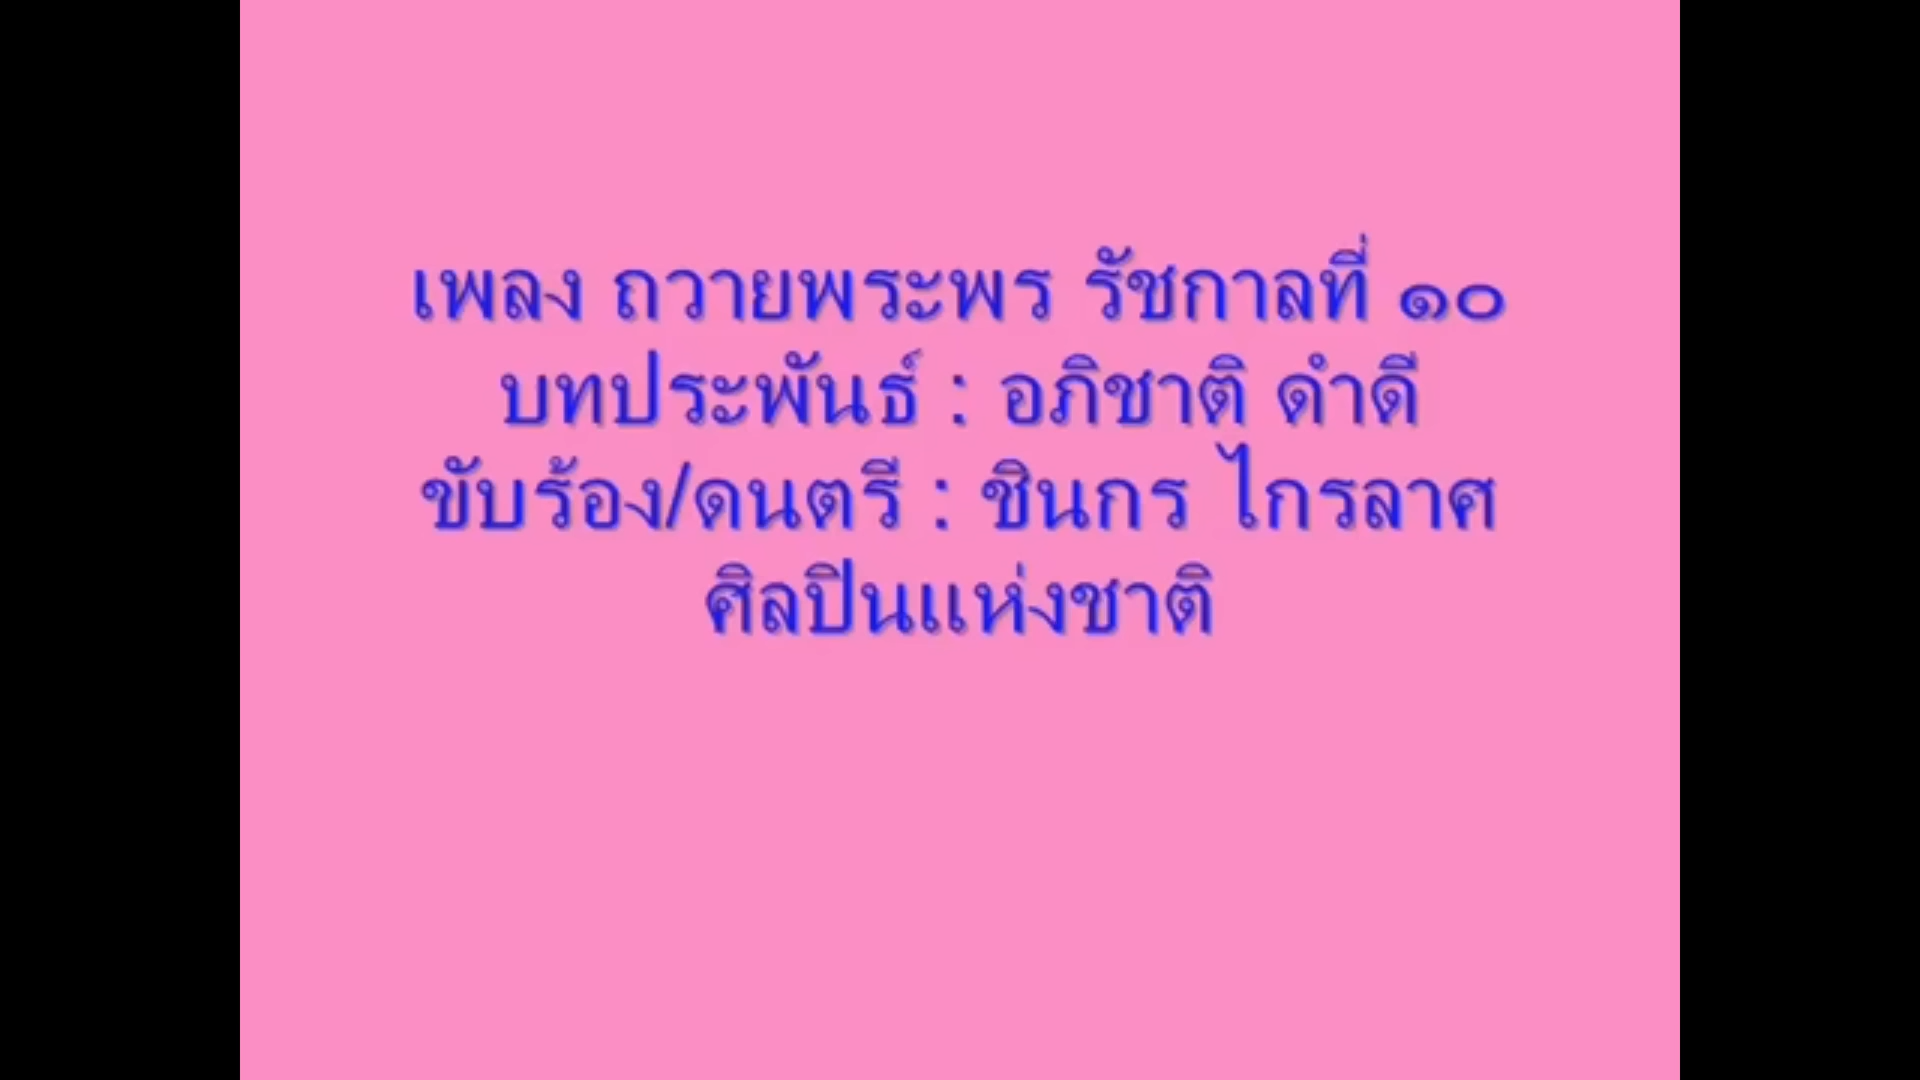 เพลง ถวายพระพร รัชกาลที่ ๑๐
บทประพันธ์ : อภิชาติ ดำดี
ขับร้อง/ดนตรี : ชินกร ไกรลาศ
ศิลปินแห่งชาติ